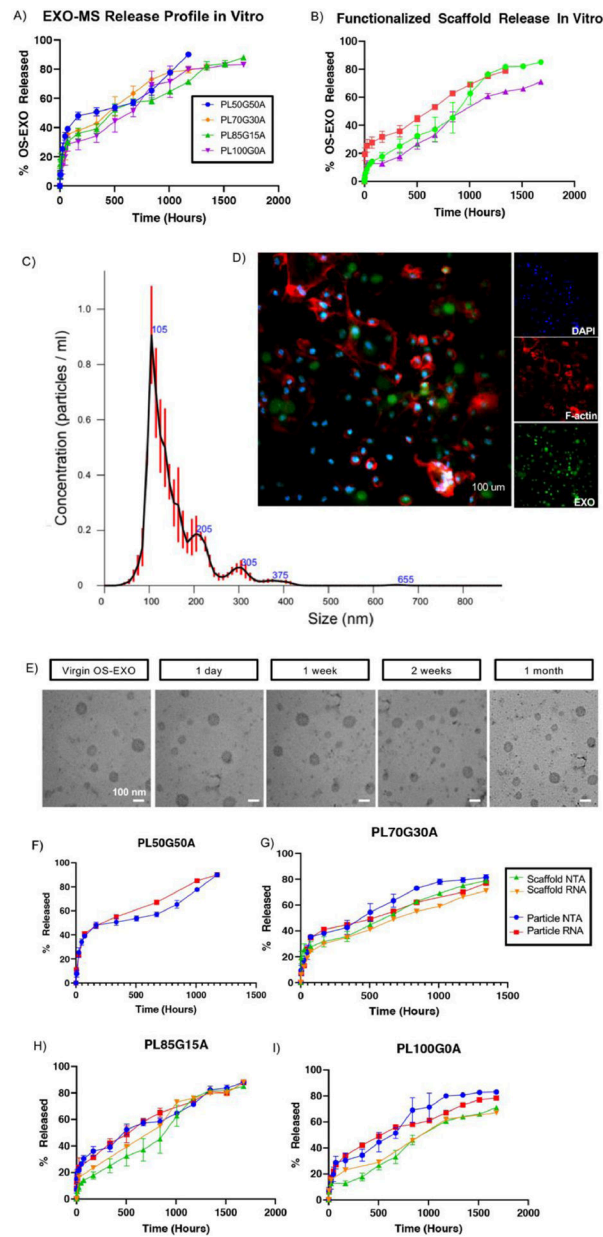 A)
EXO-MS Release Profile in Vitro
% OS-EXO Released
100
80
60
40
20
0
0
500
1000
1500
2000
Time (Hours)
PL50G50A
PL70G30A
PL85G15A
PL100G0A
B)
Functionalized Scaffold Release In Vitro
% OS-EXO Released
100
80
60
40
20
0
0
500
1000
1500
2000
Time (Hours)
C)
Concentration (particles / ml)
1.0
0.8
0.6
0.4
0.2
0
105
205
305
375
655
0
100
200
300
400
500
600
700
800
Size (nm)
D)
100 um
DAPI
F-actin
EXO
E)
Virgin OS-EXO
1 day
1 week
2 weeks
1 month
100 nm
F)
PL50G50A
% Released
100
80
60
40
20
0
0
500
1000
1500
Time (Hours)
G)
PL70G30A
% Released
100
80
60
40
20
0
0
500
1000
1500
Time (Hours)
Scaffold NTA
Scaffold RNA
Particle NTA
Particle RNA
H)
PL85G15A
% Released
100
80
60
40
20
0
0
500
1000
1500
2000
Time (Hours)
I)
PL100G0A
% Released
100
80
60
40
20
0
0
500
1000
1500
2000
Time (Hours)